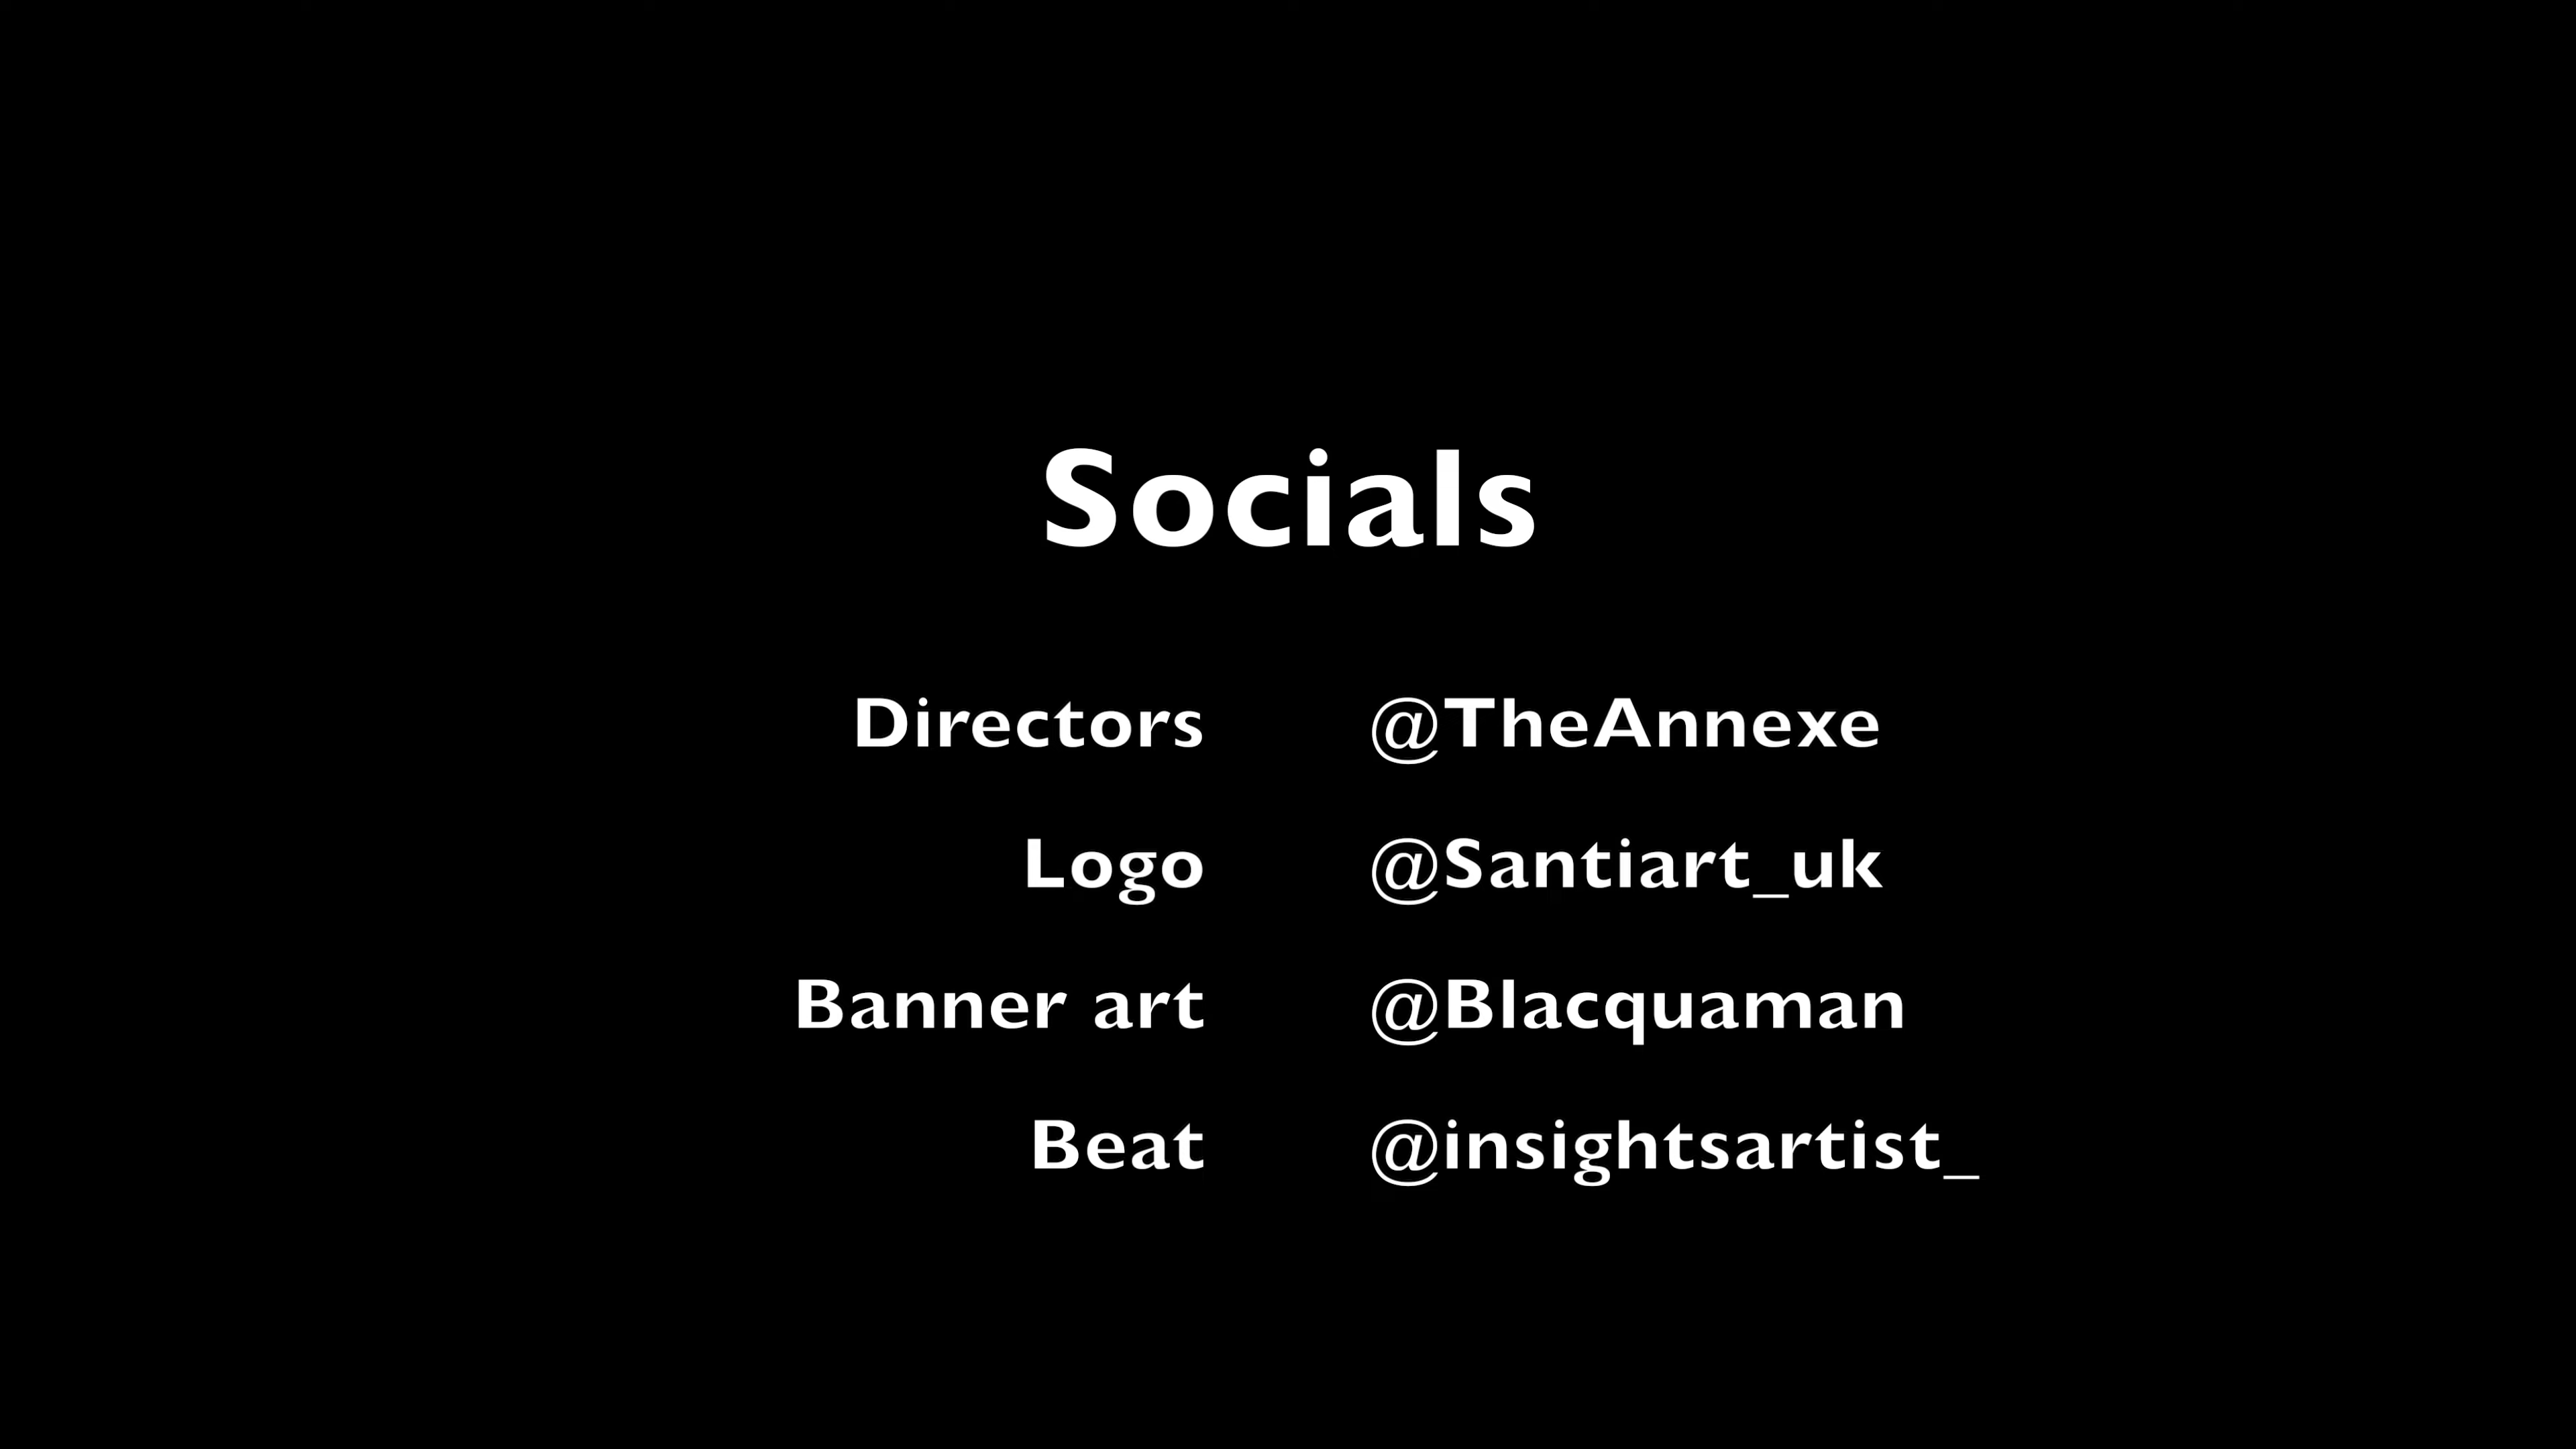 Socials
Directors @TheAnnexe
Logo @Santiart_uk
Banner art @Blacquaman
Beat @insightsartist_